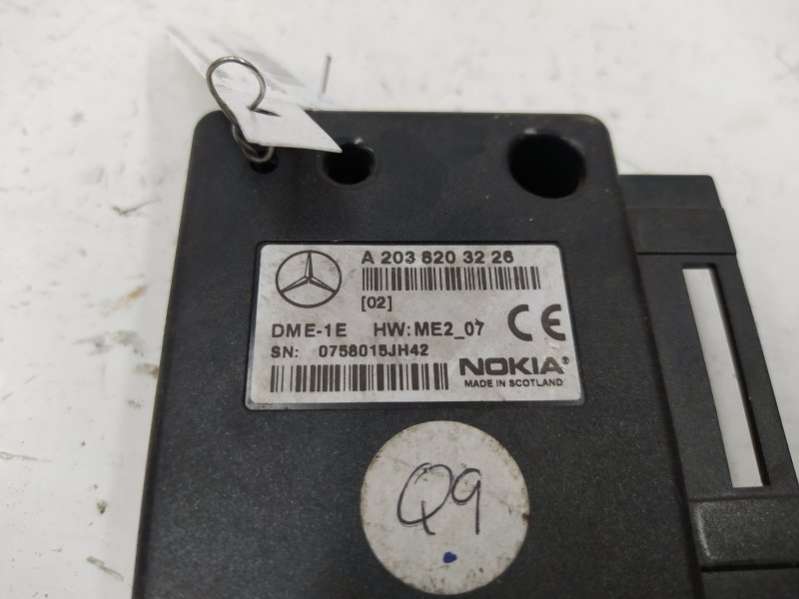 A 203 820 32 26
[02]
DME-1E HW:ME2_07
CE
SN: 0758015JH42
NOKIA®
MADE IN SCOTLAND
Q9